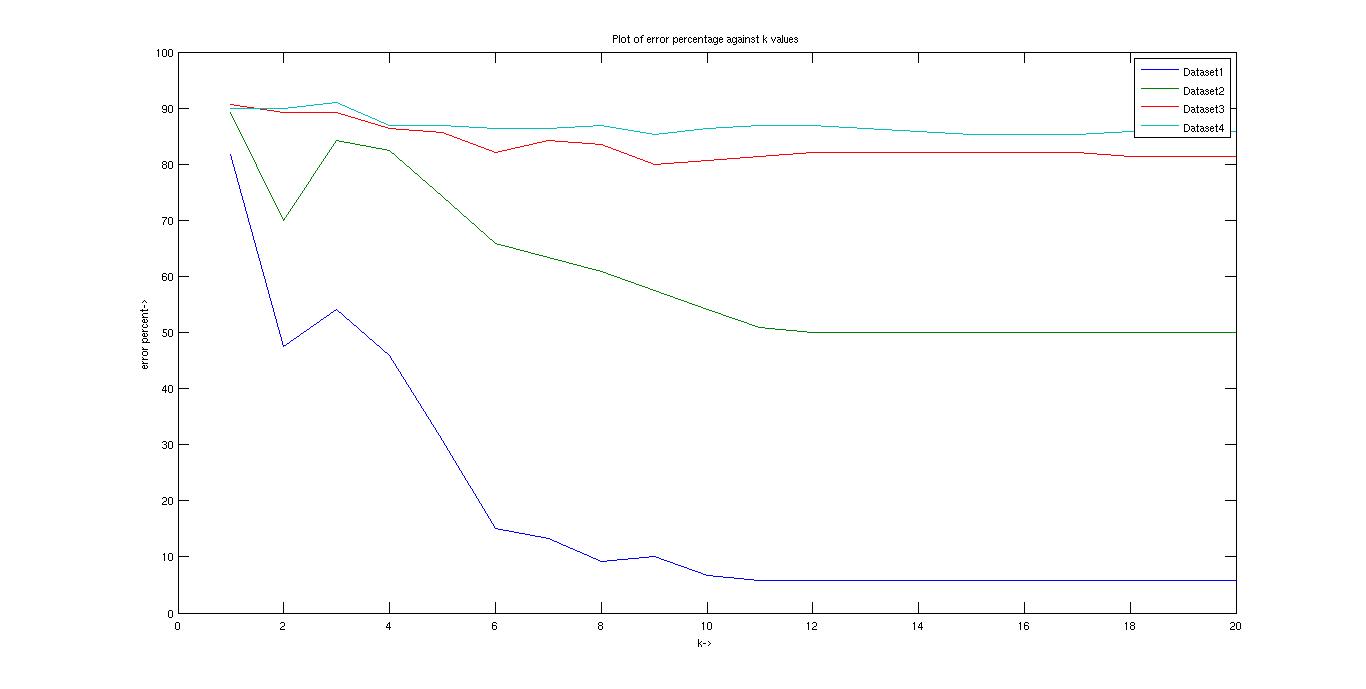 Plot of error percentage against k values
100
90
80
70
60
50
40
30
20
10
0
error percent->
0 2 4 6 8 10 12 14 16 18 20
k->
Dataset1
Dataset2
Dataset3
Dataset4